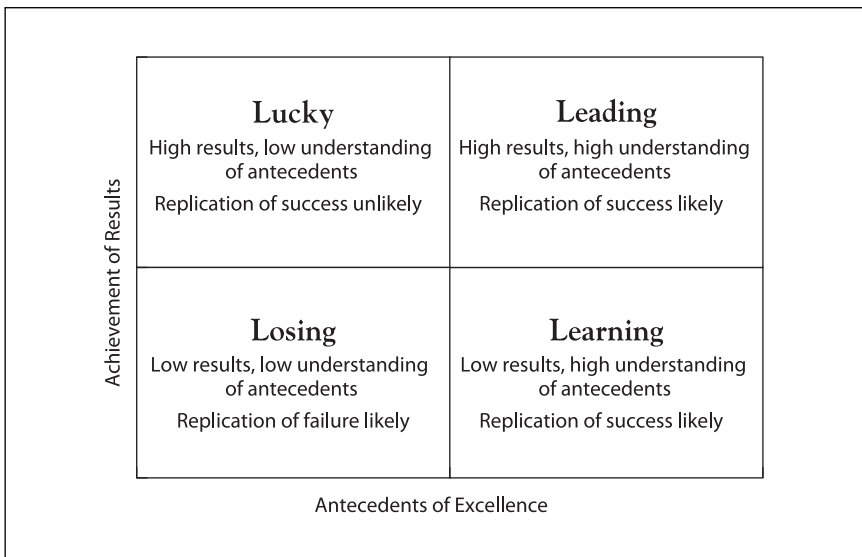 Achievement of Results
Lucky
High results, low understanding
of antecedents
Replication of success unlikely
Leading
High results, high understanding
of antecedents
Replication of success likely
Losing
Low results, low understanding
of antecedents
Replication of failure likely
Learning
Low results, high understanding
of antecedents
Replication of success likely
Antecedents of Excellence